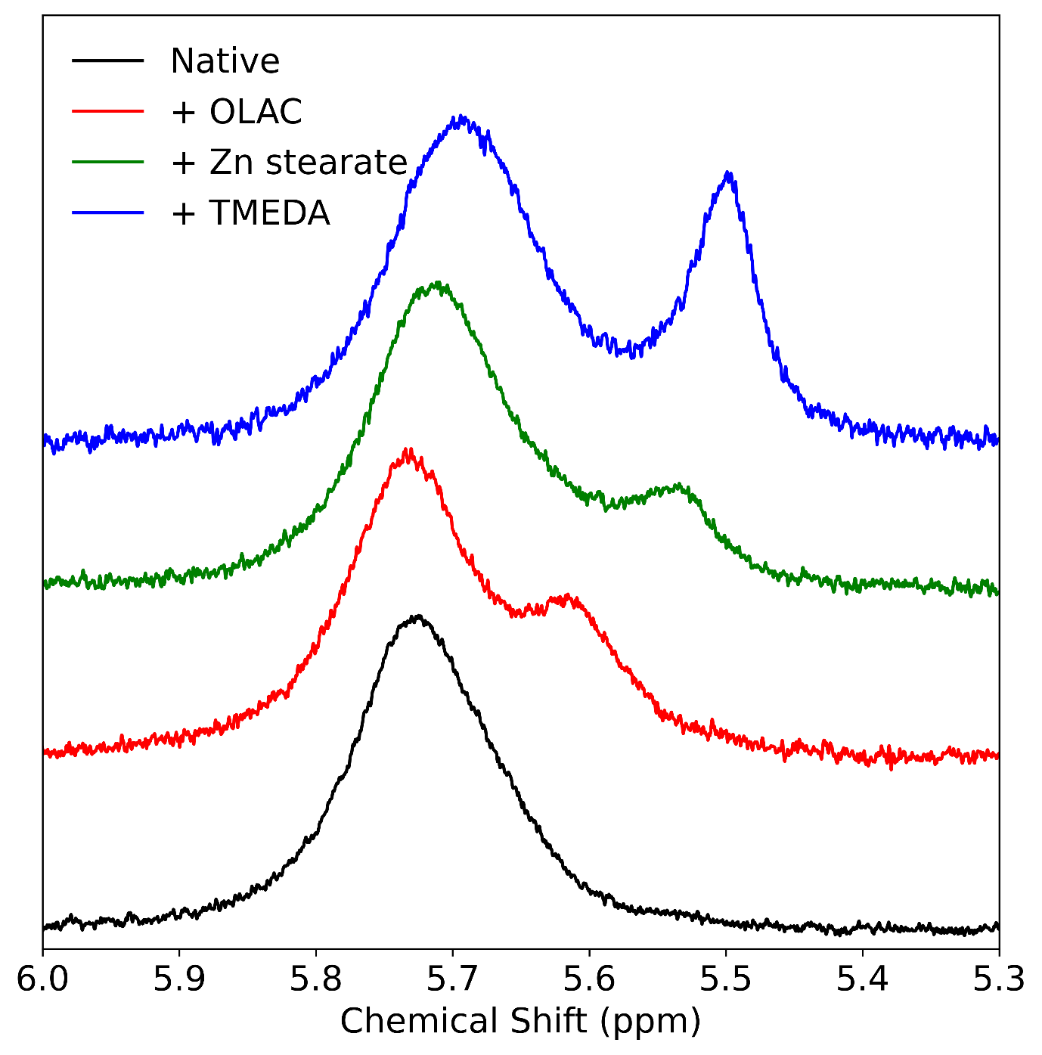 Native
+ OLAC
+ Zn stearate
+ TMEDA
6.0 5.9 5.8 5.7 5.6 5.5 5.4 5.3
Chemical Shift (ppm)